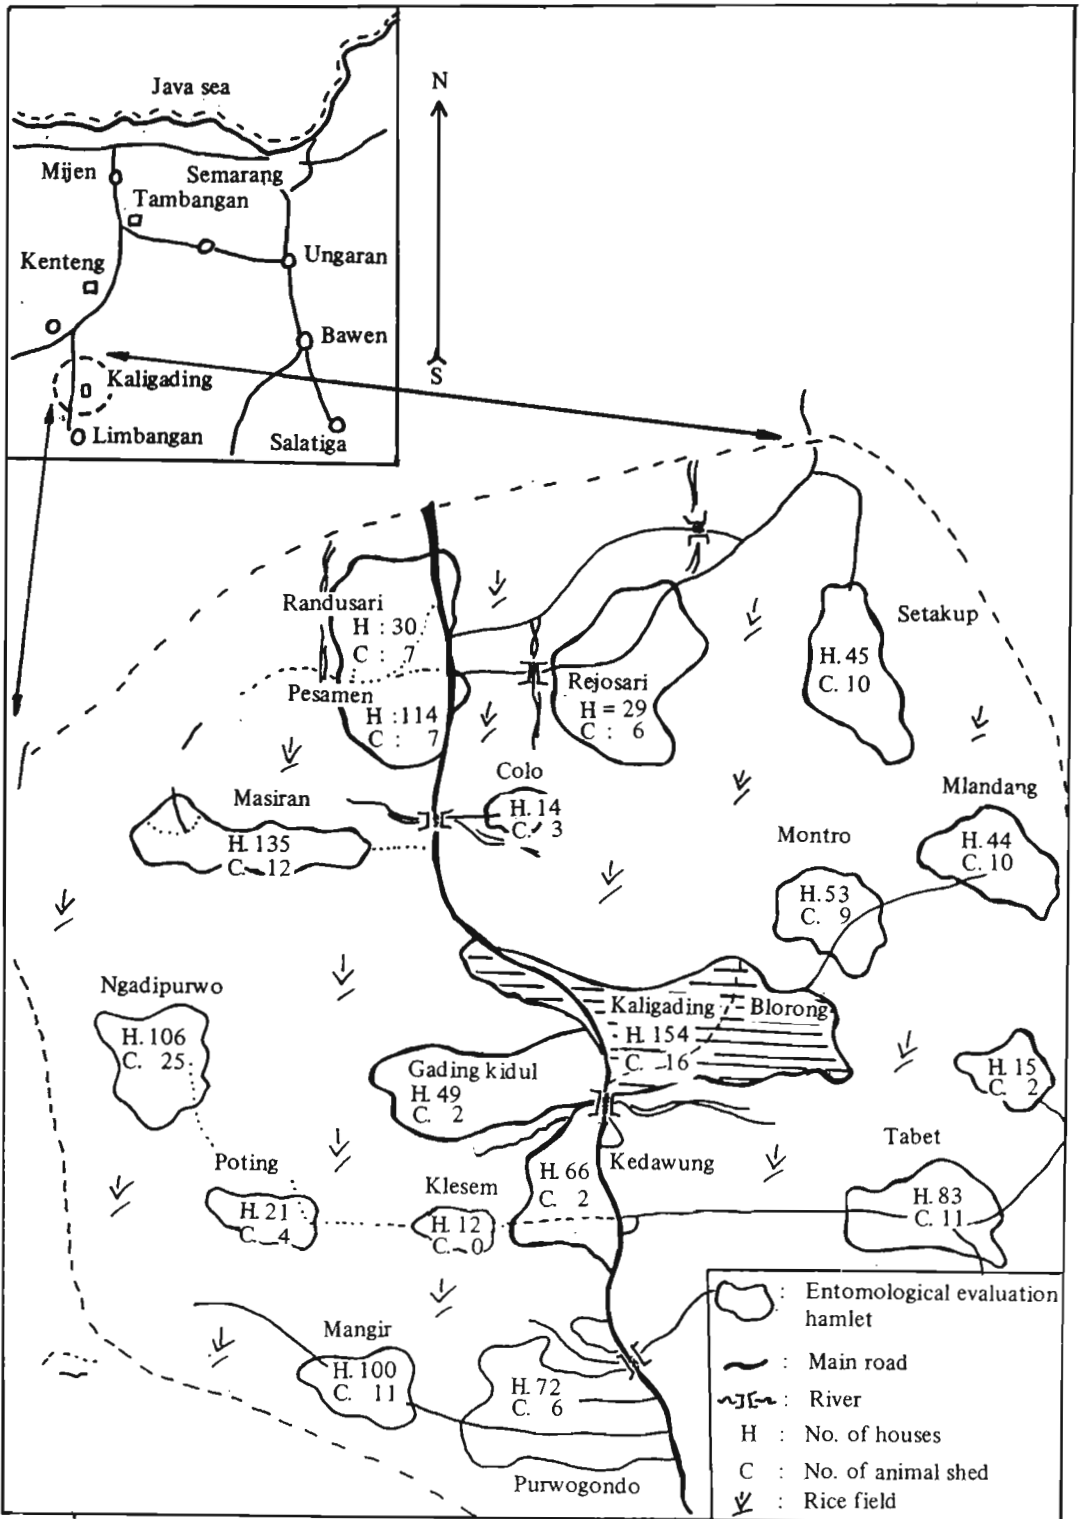 Java sea
N
Mijen
Semarang
Tambangan
Kenteng
Ungaran
Bawen
S
Kaligading
Limbangan
Salatiga
Randusari
H : 30
C : 7
Setakup
H. 45
C. 10
Pesamen
H :114
C : 7
Rejosari
H = 29
C : 6
Colo
H. 14
C. 3
Masiran
H. 135
C. 12
Mlandang
H. 44
C. 10
Montro
H. 53
C. 9
Ngadipurwo
H. 106
C. 25
Kaligading - Blorong
H. 154
C. 16
Gading kidul
H. 49
C. 2
H. 15
C. 2
Tabet
H. 83
C. 11
Poting
H. 21
C. 4
Klesem
H. 12
C. 0
Kedawung
H. 66
C. 2
Mangir
H. 100
C. 11
H. 72
C. 6
Purwogondo
: Entomological evaluation
hamlet
: Main road
: River
H : No. of houses
C : No. of animal shed
: Rice field